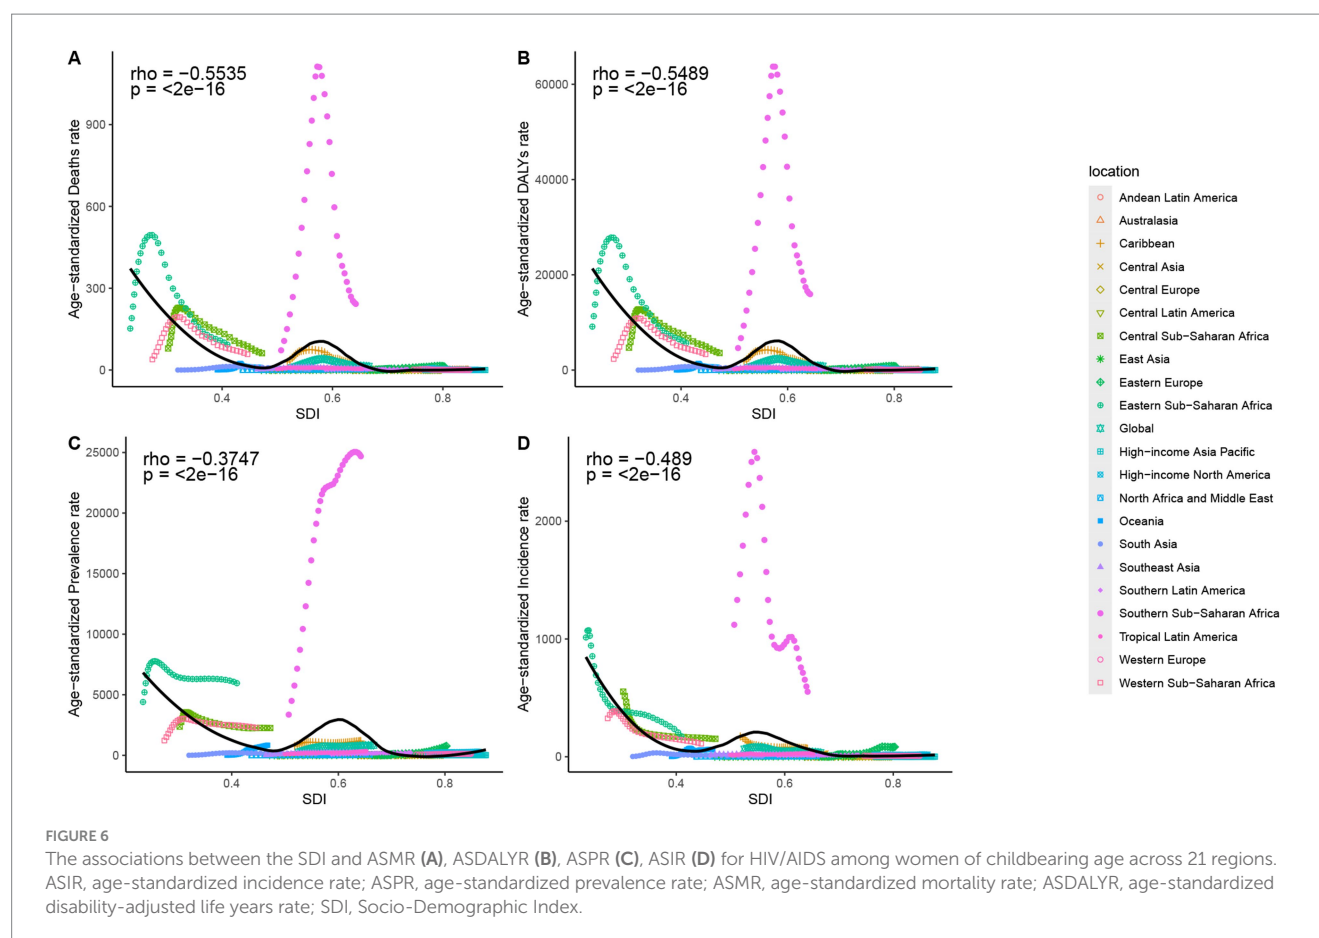 A
rho = −0.5535
p = <2e−16
Age−standardized Deaths rate
900
600
300
0
0.4 0.6 0.8
SDI
B
rho = −0.5489
p = <2e−16
Age−standardized DALYs rate
60000
40000
20000
0
0.4 0.6 0.8
SDI
C
rho = −0.3747
p = <2e−16
Age−standardized Prevalence rate
25000
20000
15000
10000
5000
0
0.4 0.6 0.8
SDI
D
rho = −0.489
p = <2e−16
Age−standardized Incidence rate
2000
1000
0
0.4 0.6 0.8
SDI
location
Andean Latin America
Australasia
Caribbean
Central Asia
Central Europe
Central Latin America
Central Sub−Saharan Africa
East Asia
Eastern Europe
Eastern Sub−Saharan Africa
Global
High−income Asia Pacific
High−income North America
North Africa and Middle East
Oceania
South Asia
Southeast Asia
Southern Latin America
Southern Sub−Saharan Africa
Tropical Latin America
Western Europe
Western Sub−Saharan Africa
FIGURE 6
The associations between the SDI and ASMR (A), ASDALYR (B), ASPR (C), ASIR (D) for HIV/AIDS among women of childbearing age across 21 regions.
ASIR, age-standardized incidence rate; ASPR, age-standardized prevalence rate; ASMR, age-standardized mortality rate; ASDALYR, age-standardized
disability-adjusted life years rate; SDI, Socio-Demographic Index.